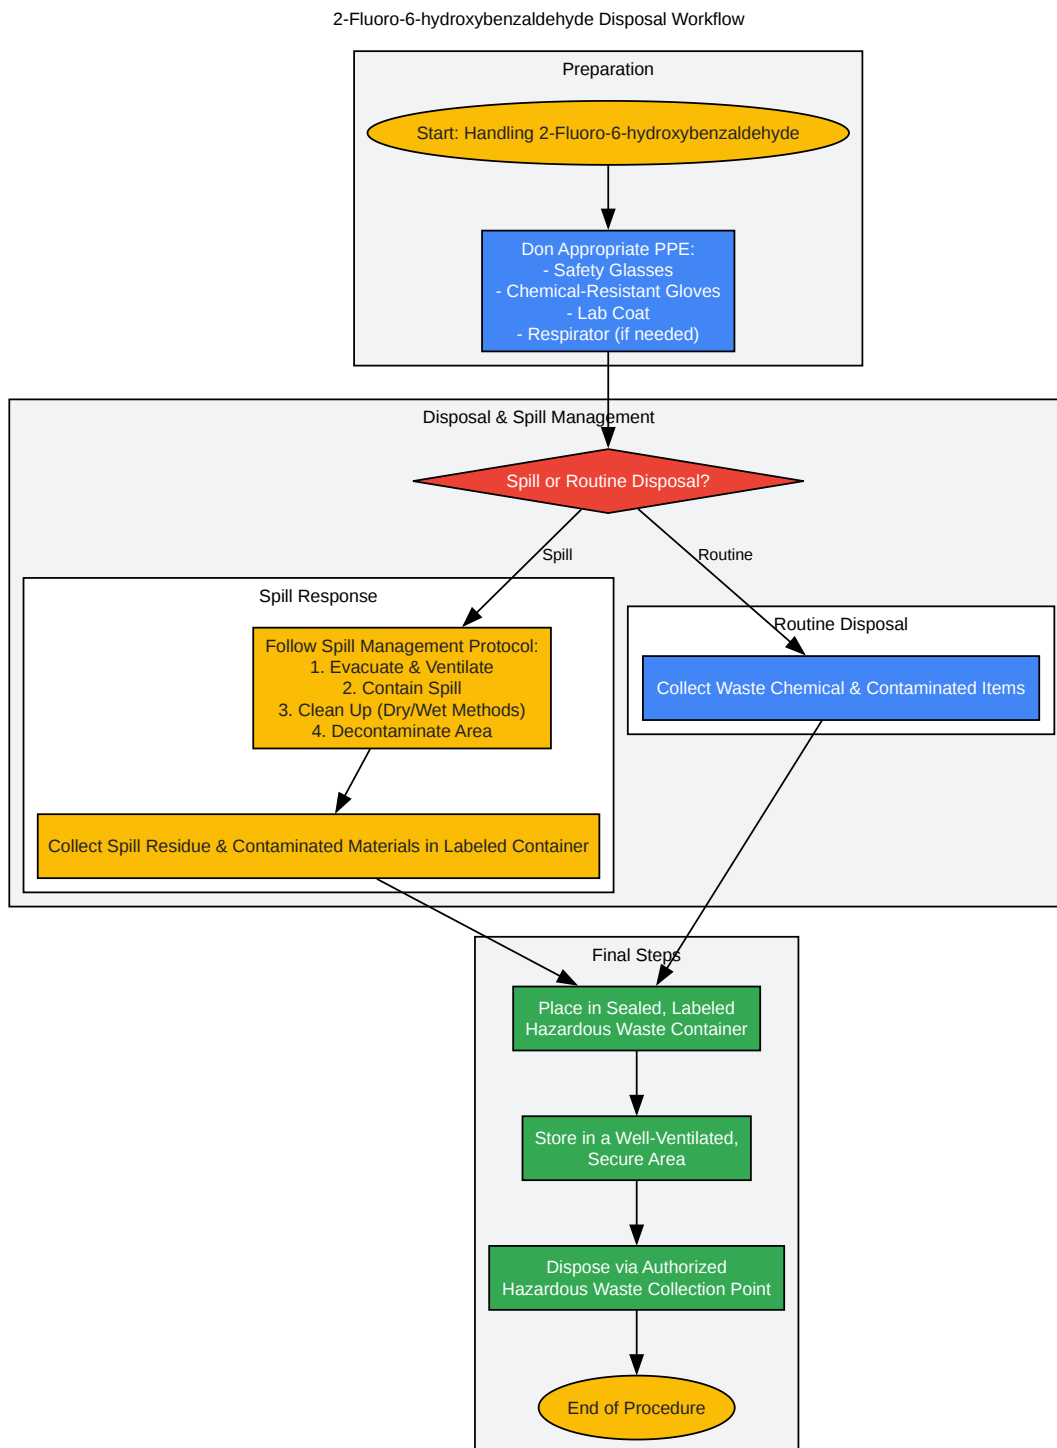 2-Fluoro-6-hydroxybenzaldehyde Disposal Workflow
Preparation
Start: Handling 2-Fluoro-6-hydroxybenzaldehyde
Don Appropriate PPE:
- Safety Glasses
- Chemical-Resistant Gloves
- Lab Coat
- Respirator (if needed)
Disposal & Spill Management
Spill or Routine Disposal?
Spill
Routine
Spill Response
Follow Spill Management Protocol:
1. Evacuate & Ventilate
2. Contain Spill
3. Clean Up (Dry/Wet Methods)
4. Decontaminate Area
Collect Spill Residue & Contaminated Materials in Labeled Container
Routine Disposal
Collect Waste Chemical & Contaminated Items
Final Steps
Place in Sealed, Labeled
Hazardous Waste Container
Store in a Well-Ventilated,
Secure Area
Dispose via Authorized
Hazardous Waste Collection Point
End of Procedure